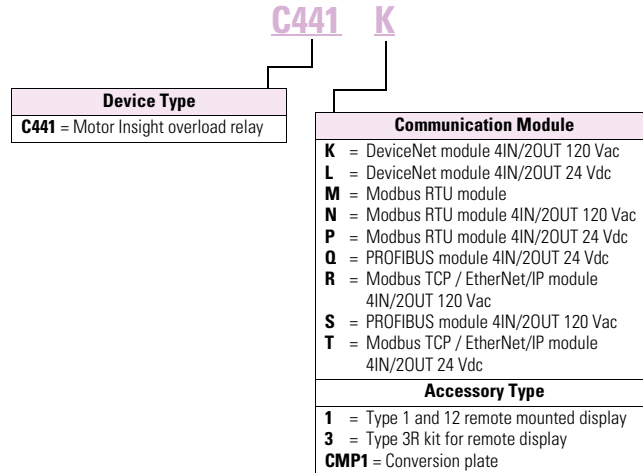 C441 K
Device Type
C441 = Motor Insight overload relay
Communication Module
K = DeviceNet module 4IN/2OUT 120 Vac
L = DeviceNet module 4IN/2OUT 24 Vdc
M = Modbus RTU module
N = Modbus RTU module 4IN/2OUT 120 Vac
P = Modbus RTU module 4IN/2OUT 24 Vdc
Q = PROFIBUS module 4IN/2OUT 24 Vdc
R = Modbus TCP / EtherNet/IP module
4IN/2OUT 120 Vac
S = PROFIBUS module 4IN/2OUT 120 Vac
T = Modbus TCP / EtherNet/IP module
4IN/2OUT 24 Vdc
Accessory Type
1 = Type 1 and 12 remote mounted display
3 = Type 3R kit for remote display
CMP1 = Conversion plate